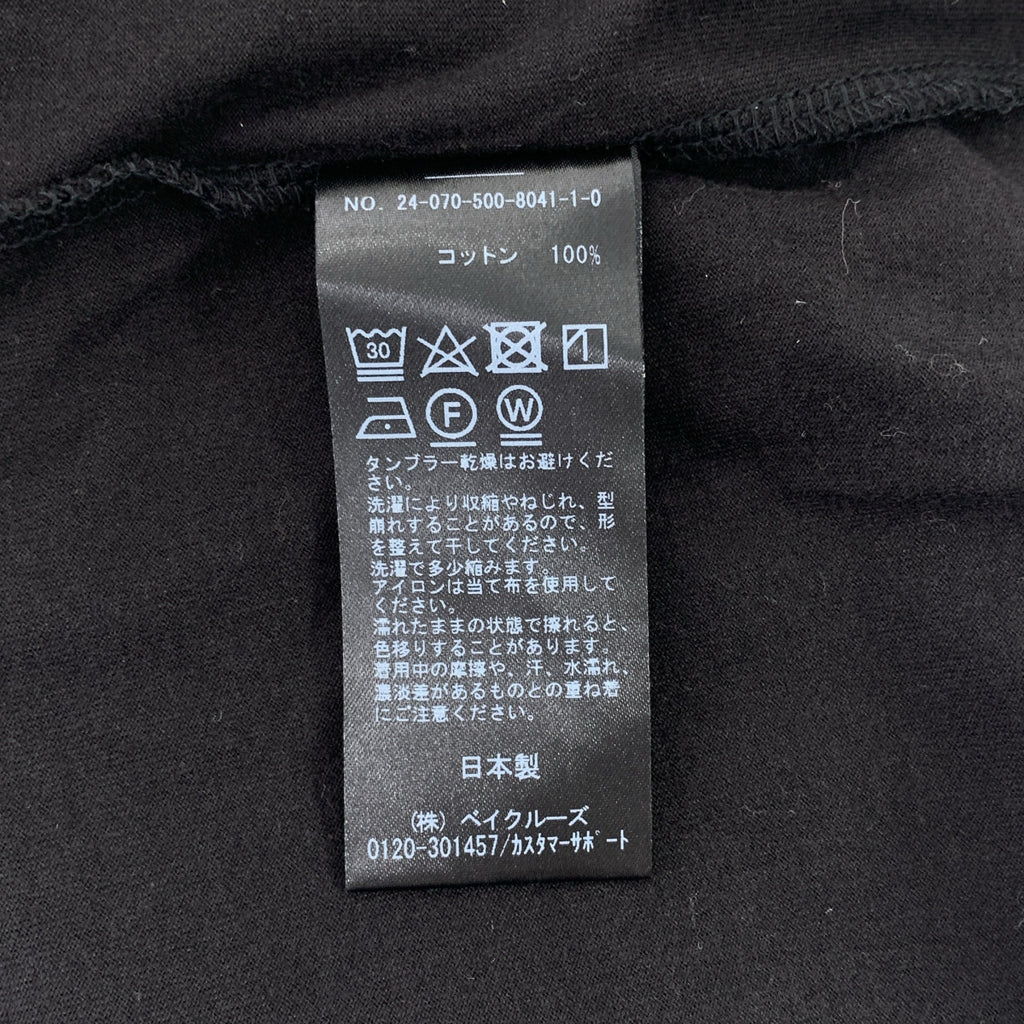 NO. 24-070-500-8041-1-0
コットン 100%
30
F W
タンブラー乾燥はお避けくだ
さい。
洗濯により収縮やねじれ、型
崩れすることがあるので、形
を整えて干してください。
洗濯で多少縮みます。
アイロンは当て布を使用して
ください。
濡れたままの状態で擦れると、
色移りすることがあります。
着用中の摩擦や、汗、水濡れ、
濃淡差があるものとの重ね着
にご注意ください。
日本製
(株) ベイクルーズ
0120-301457/カスタマーサポート